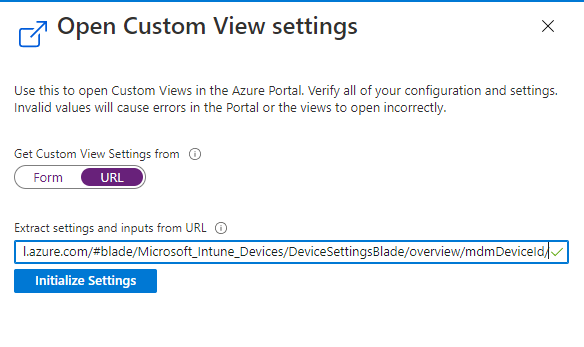 Open Custom View settings
Use this to open Custom Views in the Azure Portal. Verify all of your configuration and settings.
Invalid values will cause errors in the Portal or the views to open incorrectly.
Get Custom View Settings from
Form URL
Extract settings and inputs from URL
l.azure.com/#blade/Microsoft_Intune_Devices/DeviceSettingsBlade/overview/mdmDeviceId/
Initialize Settings